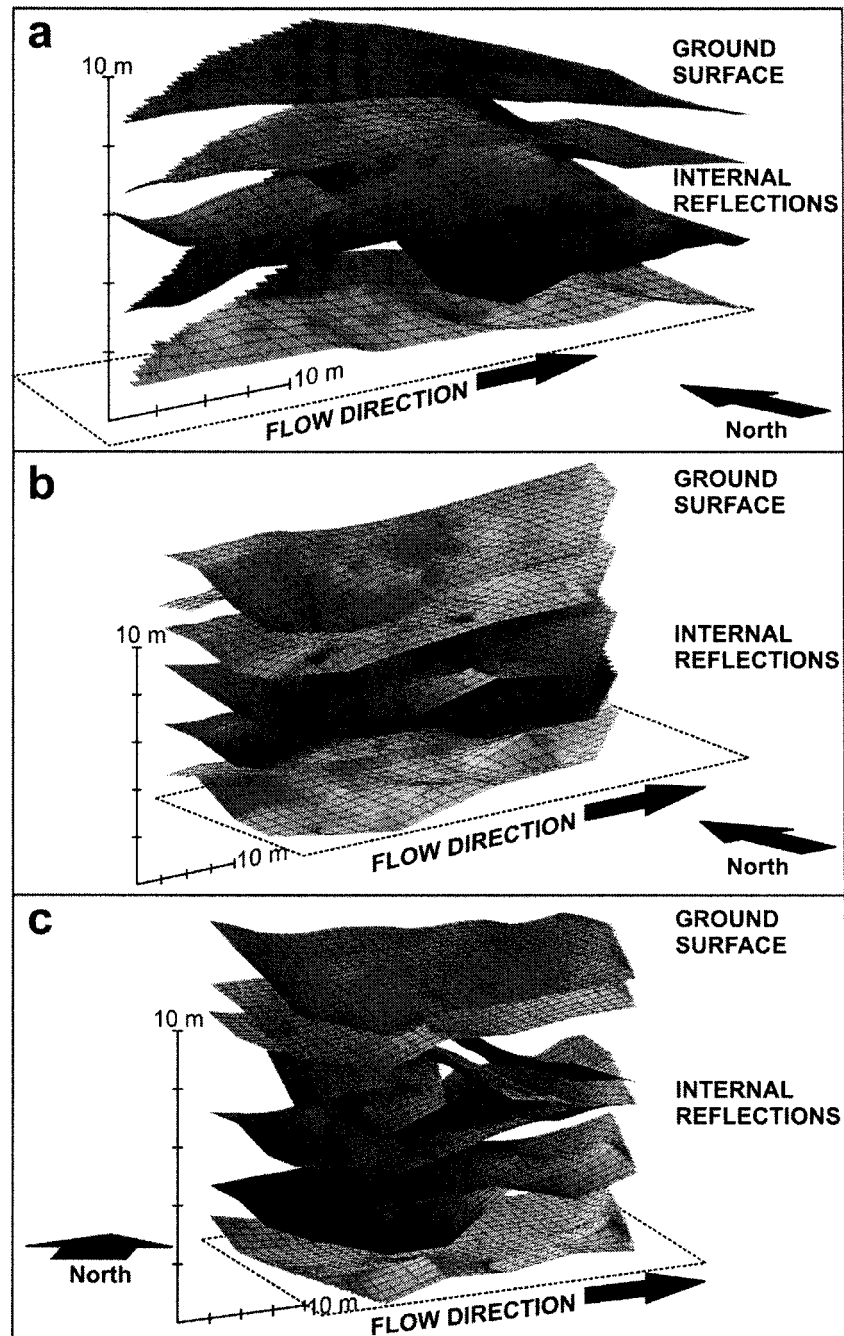 a
GROUND
SURFACE
10 m
INTERNAL
REFLECTIONS
10 m
FLOW DIRECTION
North
b
GROUND
SURFACE
10 m
INTERNAL
REFLECTIONS
10 m
FLOW DIRECTION
North
c
GROUND
SURFACE
10 m
INTERNAL
REFLECTIONS
North
10 m
FLOW DIRECTION